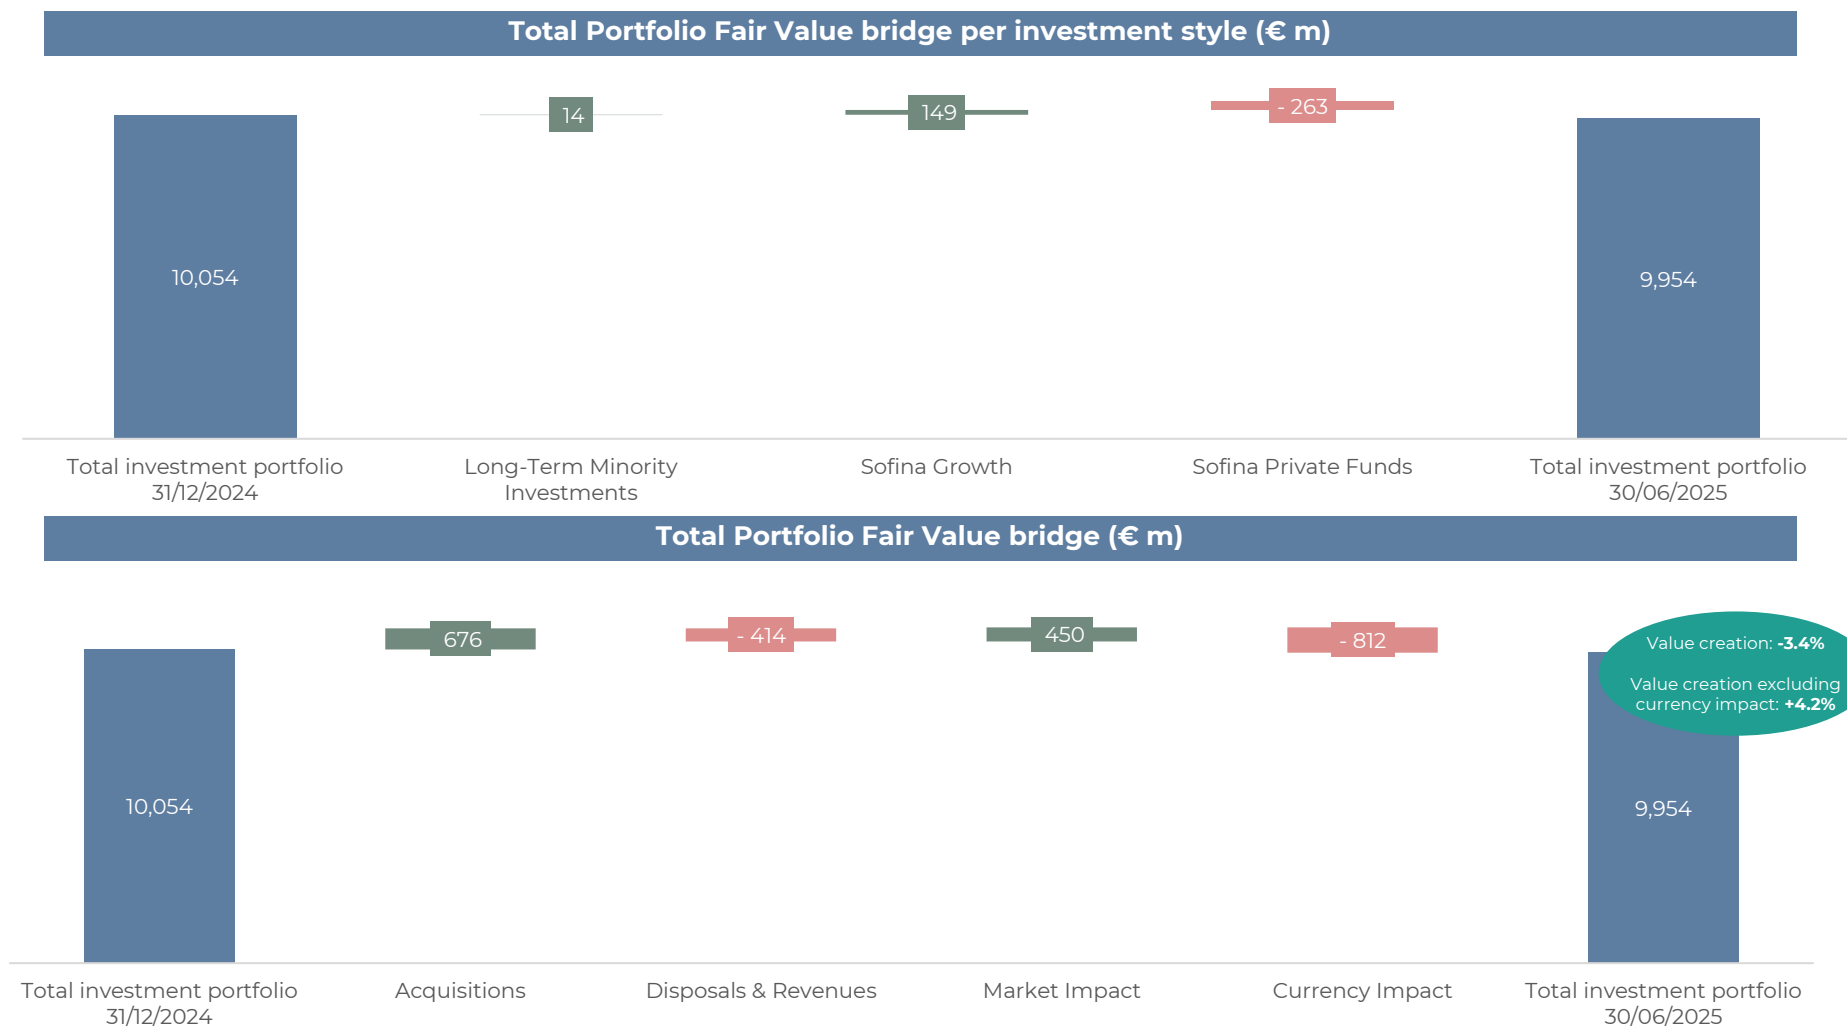 Total Portfolio Fair Value bridge per investment style (€ m)
14
149
- 263
10,054
9,954
Total investment portfolio
31/12/2024
Long-Term Minority
Investments
Sofina Growth
Sofina Private Funds
Total investment portfolio
30/06/2025
Total Portfolio Fair Value bridge (€ m)
676
- 414
450
- 812
Value creation: -3.4%
Value creation excluding
currency impact: +4.2%
10,054
9,954
Total investment portfolio
31/12/2024
Acquisitions
Disposals & Revenues
Market Impact
Currency Impact
Total investment portfolio
30/06/2025